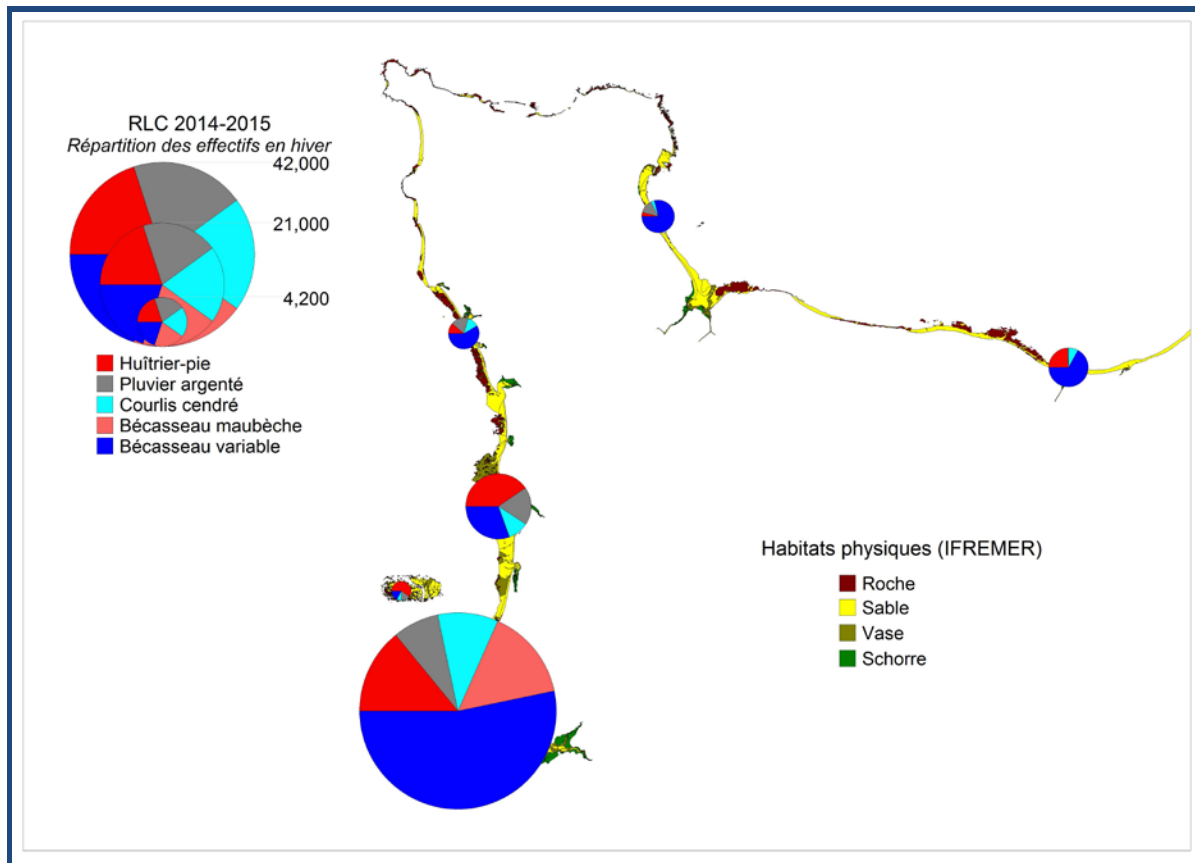 RLC 2014-2015
Répartition des effectifs en hiver
42,000
21,000
4,200
Huîtrier-pie
Pluvier argenté
Courlis cendré
Bécasseau maubèche
Bécasseau variable
Habitats physiques (IFREMER)
Roche
Sable
Vase
Schorre